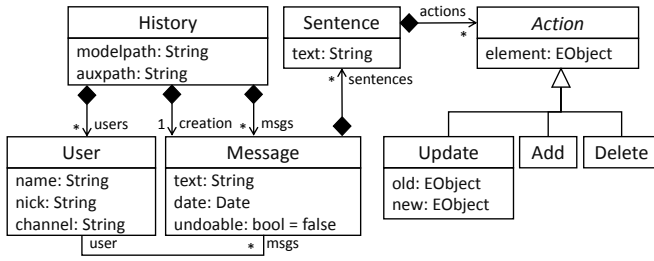 History
modelpath: String
auxpath: String
Sentence
text: String
actions
*
Action
element: EObject
* sentences
* users
1 creation
* msgs
User
name: String
nick: String
channel: String
Message
text: String
date: Date
undoable: bool = false
Update
old: EObject
new: EObject
Add
Delete
user
* msgs